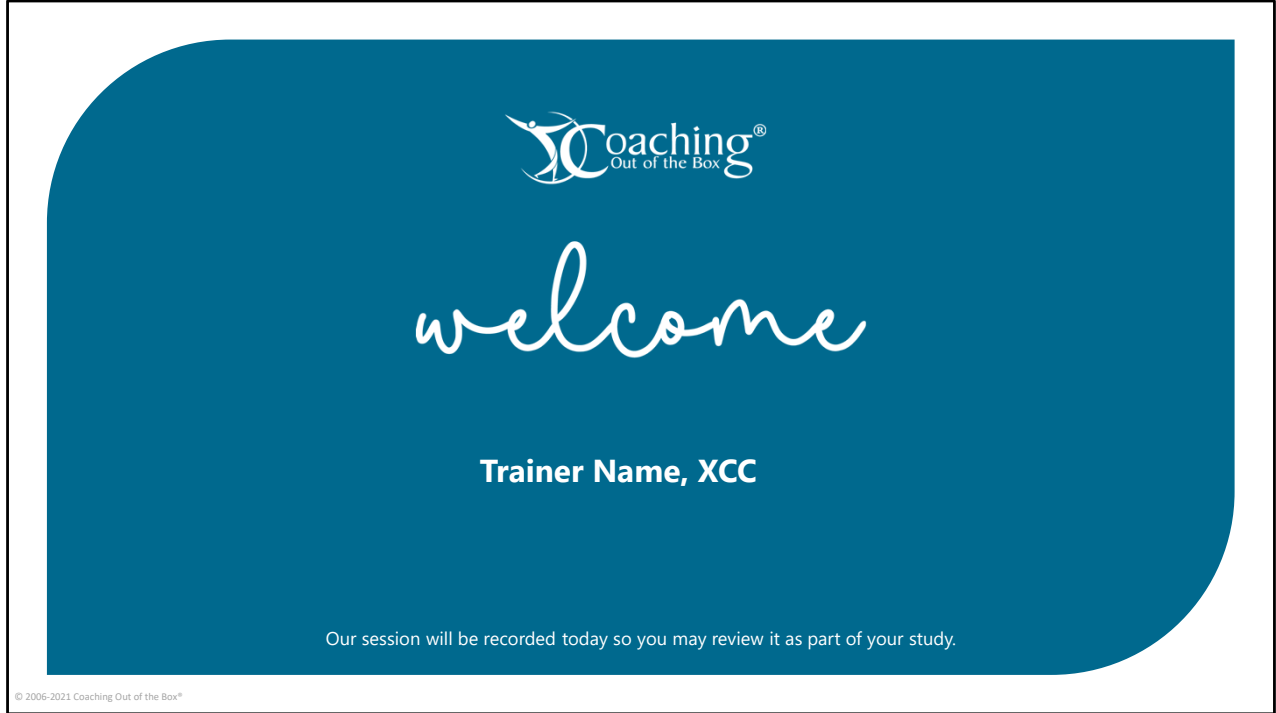 Coaching®
Out of the Box
welcome
Trainer Name, XCC
Our session will be recorded today so you may review it as part of your study.
© 2006-2021 Coaching Out of the Box®